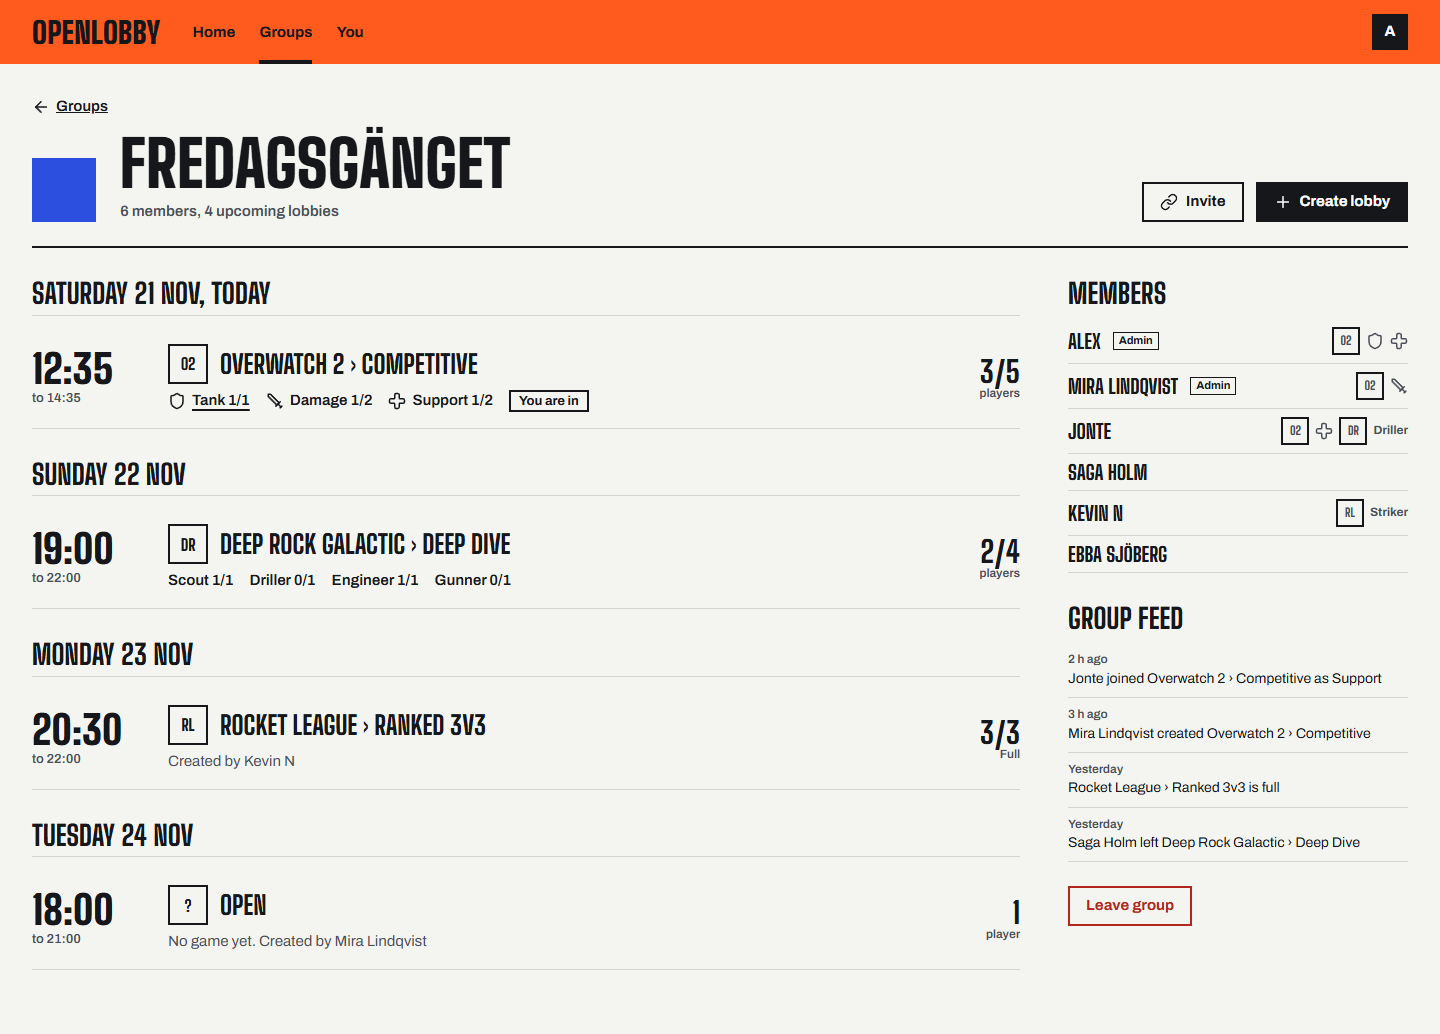 OPENLOBBY Home Groups You A
Groups
FREDAGSGÄNGET
6 members, 4 upcoming lobbies
Invite
Create lobby
SATURDAY 21 NOV, TODAY
12:35
to 14:35
O2 OVERWATCH 2 › COMPETITIVE
Tank 1/1 Damage 1/2 Support 1/2 You are in
3/5
players
SUNDAY 22 NOV
19:00
to 22:00
DR DEEP ROCK GALACTIC › DEEP DIVE
Scout 1/1 Driller 0/1 Engineer 1/1 Gunner 0/1
2/4
players
MONDAY 23 NOV
20:30
to 22:00
RL ROCKET LEAGUE › RANKED 3V3
Created by Kevin N
3/3
Full
TUESDAY 24 NOV
18:00
to 21:00
? OPEN
No game yet. Created by Mira Lindqvist
1
player
MEMBERS
ALEX Admin O2
MIRA LINDQVIST Admin O2
JONTE O2 DR Driller
SAGA HOLM
KEVIN N RL Striker
EBBA SJÖBERG
GROUP FEED
2 h ago
Jonte joined Overwatch 2 › Competitive as Support
3 h ago
Mira Lindqvist created Overwatch 2 › Competitive
Yesterday
Rocket League › Ranked 3v3 is full
Yesterday
Saga Holm left Deep Rock Galactic › Deep Dive
Leave group